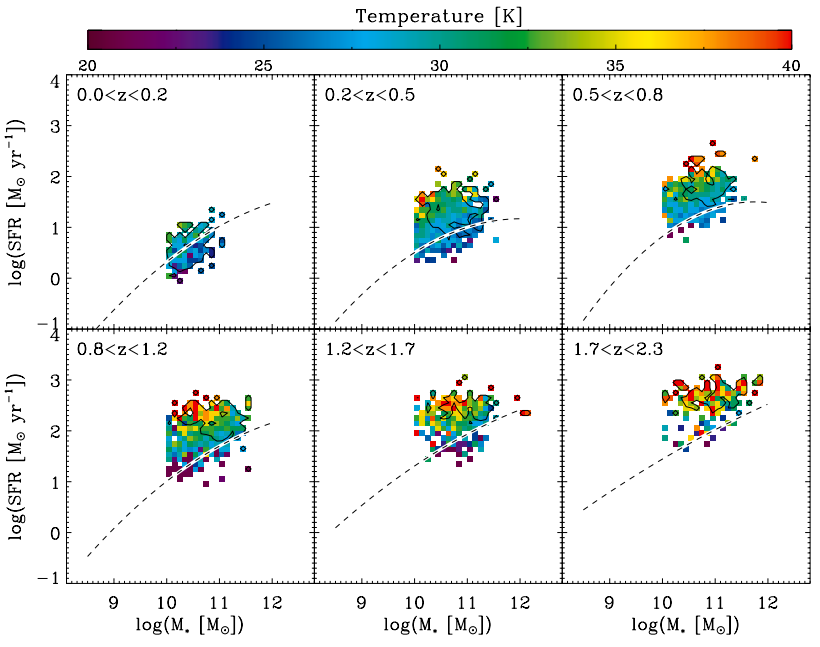 Temperature [K]
20 25 30 35 40
0.0<z<0.2 0.2<z<0.5 0.5<z<0.8
4
3
2
1
0
−1
log(SFR [M⊙ yr⁻¹])
0.8<z<1.2 1.2<z<1.7 1.7<z<2.3
4
3
2
1
0
−1
log(SFR [M⊙ yr⁻¹])
9 10 11 12 9 10 11 12 9 10 11 12
log(M* [M⊙]) log(M* [M⊙]) log(M* [M⊙])